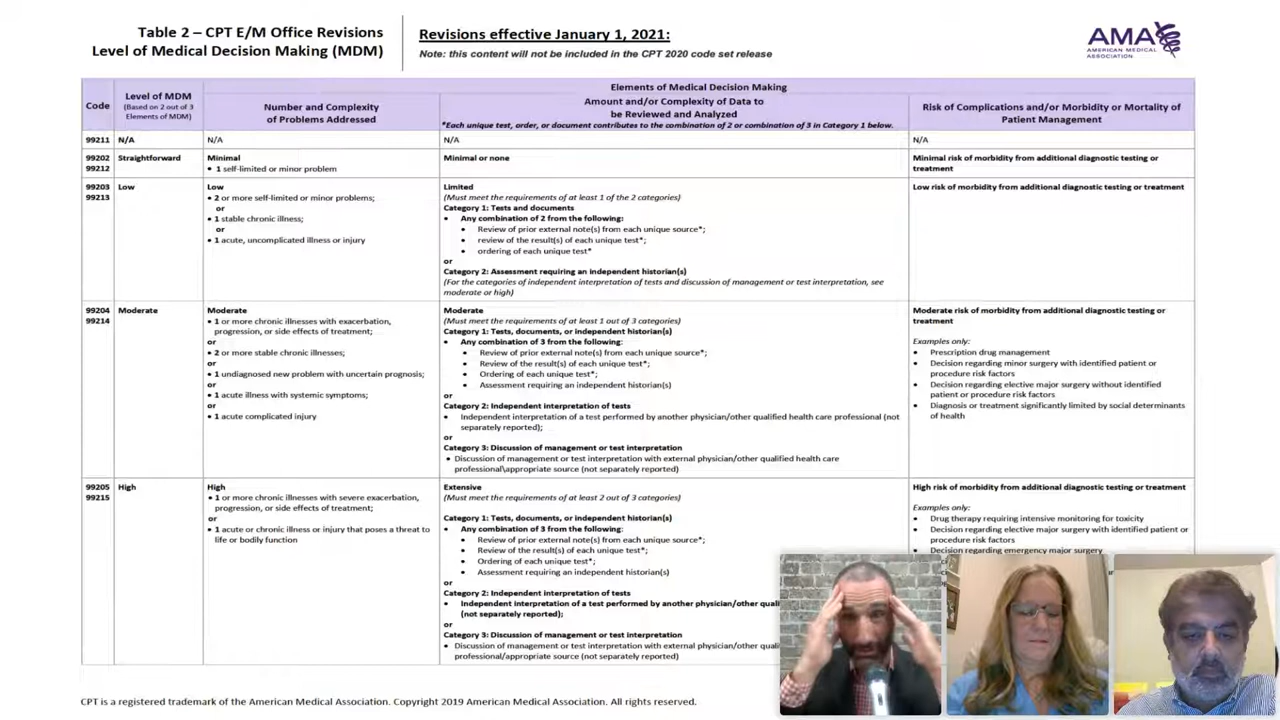 Table 2 – CPT E/M Office Revisions
Level of Medical Decision Making (MDM)
Revisions effective January 1, 2021:
Note: this content will not be included in the CPT 2020 code set release
AMA
AMERICAN MEDICAL
ASSOCIATION
Elements of Medical Decision Making
Code
Level of MDM
(Based on 2 out of 3
Elements of MDM)
Number and Complexity
of Problems Addressed
Amount and/or Complexity of Data to
be Reviewed and Analyzed
*Each unique test, order, or document contributes to the combination of 2 or combination of 3 in Category 1 below.
Risk of Complications and/or Morbidity or Mortality of
Patient Management
99211
N/A
N/A
N/A
N/A
99202
99212
Straightforward
Minimal
• 1 self-limited or minor problem
Minimal or none
Minimal risk of morbidity from additional diagnostic testing or
treatment
99203
99213
Low
Low
• 2 or more self-limited or minor problems;
or
• 1 stable chronic illness;
or
• 1 acute, uncomplicated illness or injury
Limited
(Must meet the requirements of at least 1 of the 2 categories)
Category 1: Tests and documents
• Any combination of 2 from the following:
• Review of prior external note(s) from each unique source*;
• review of the result(s) of each unique test*;
• ordering of each unique test*
or
Category 2: Assessment requiring an independent historian(s)
(For the categories of independent interpretation of tests and discussion of management or test interpretation, see
moderate or high)
Low risk of morbidity from additional diagnostic testing or treatment
99204
99214
Moderate
Moderate
• 1 or more chronic illnesses with exacerbation,
progression, or side effects of treatment;
or
• 2 or more stable chronic illnesses;
or
• 1 undiagnosed new problem with uncertain prognosis;
or
• 1 acute illness with systemic symptoms;
or
• 1 acute complicated injury
Moderate
(Must meet the requirements of at least 1 out of 3 categories)
Category 1: Tests, documents, or independent historian(s)
• Any combination of 3 from the following:
• Review of prior external note(s) from each unique source*;
• Review of the result(s) of each unique test*;
• Ordering of each unique test*;
• Assessment requiring an independent historian(s)
or
Category 2: Independent interpretation of tests
• Independent interpretation of a test performed by another physician/other qualified health care professional (not
separately reported);
or
Category 3: Discussion of management or test interpretation
• Discussion of management or test interpretation with external physician/other qualified health care
professional\appropriate source (not separately reported)
Moderate risk of morbidity from additional diagnostic testing or
treatment
Examples only:
• Prescription drug management
• Decision regarding minor surgery with identified patient or
procedure risk factors
• Decision regarding elective major surgery without identified
patient or procedure risk factors
• Diagnosis or treatment significantly limited by social determinants
of health
99205
99215
High
High
• 1 or more chronic illnesses with severe exacerbation,
progression, or side effects of treatment;
or
• 1 acute or chronic illness or injury that poses a threat to
life or bodily function
Extensive
(Must meet the requirements of at least 2 out of 3 categories)
Category 1: Tests, documents, or independent historian(s)
• Any combination of 3 from the following:
• Review of prior external note(s) from each unique source*;
• Review of the result(s) of each unique test*;
• Ordering of each unique test*;
• Assessment requiring an independent historian(s)
or
Category 2: Independent interpretation of tests
• Independent interpretation of a test performed by another physician/other
(not separately reported);
or
Category 3: Discussion of management or test interpretation
• Discussion of management or test interpretation with external physician/other
professional/appropriate source (not separately reported)
High risk of morbidity from additional diagnostic testing or treatment
Examples only:
• Drug therapy requiring intensive monitoring for toxicity
• Decision regarding elective major surgery with identified patient or
procedure risk factors
• Decision regarding emergency major surgery
CPT is a registered trademark of the American Medical Association. Copyright 2019 American Medical Association. All rights reserved.